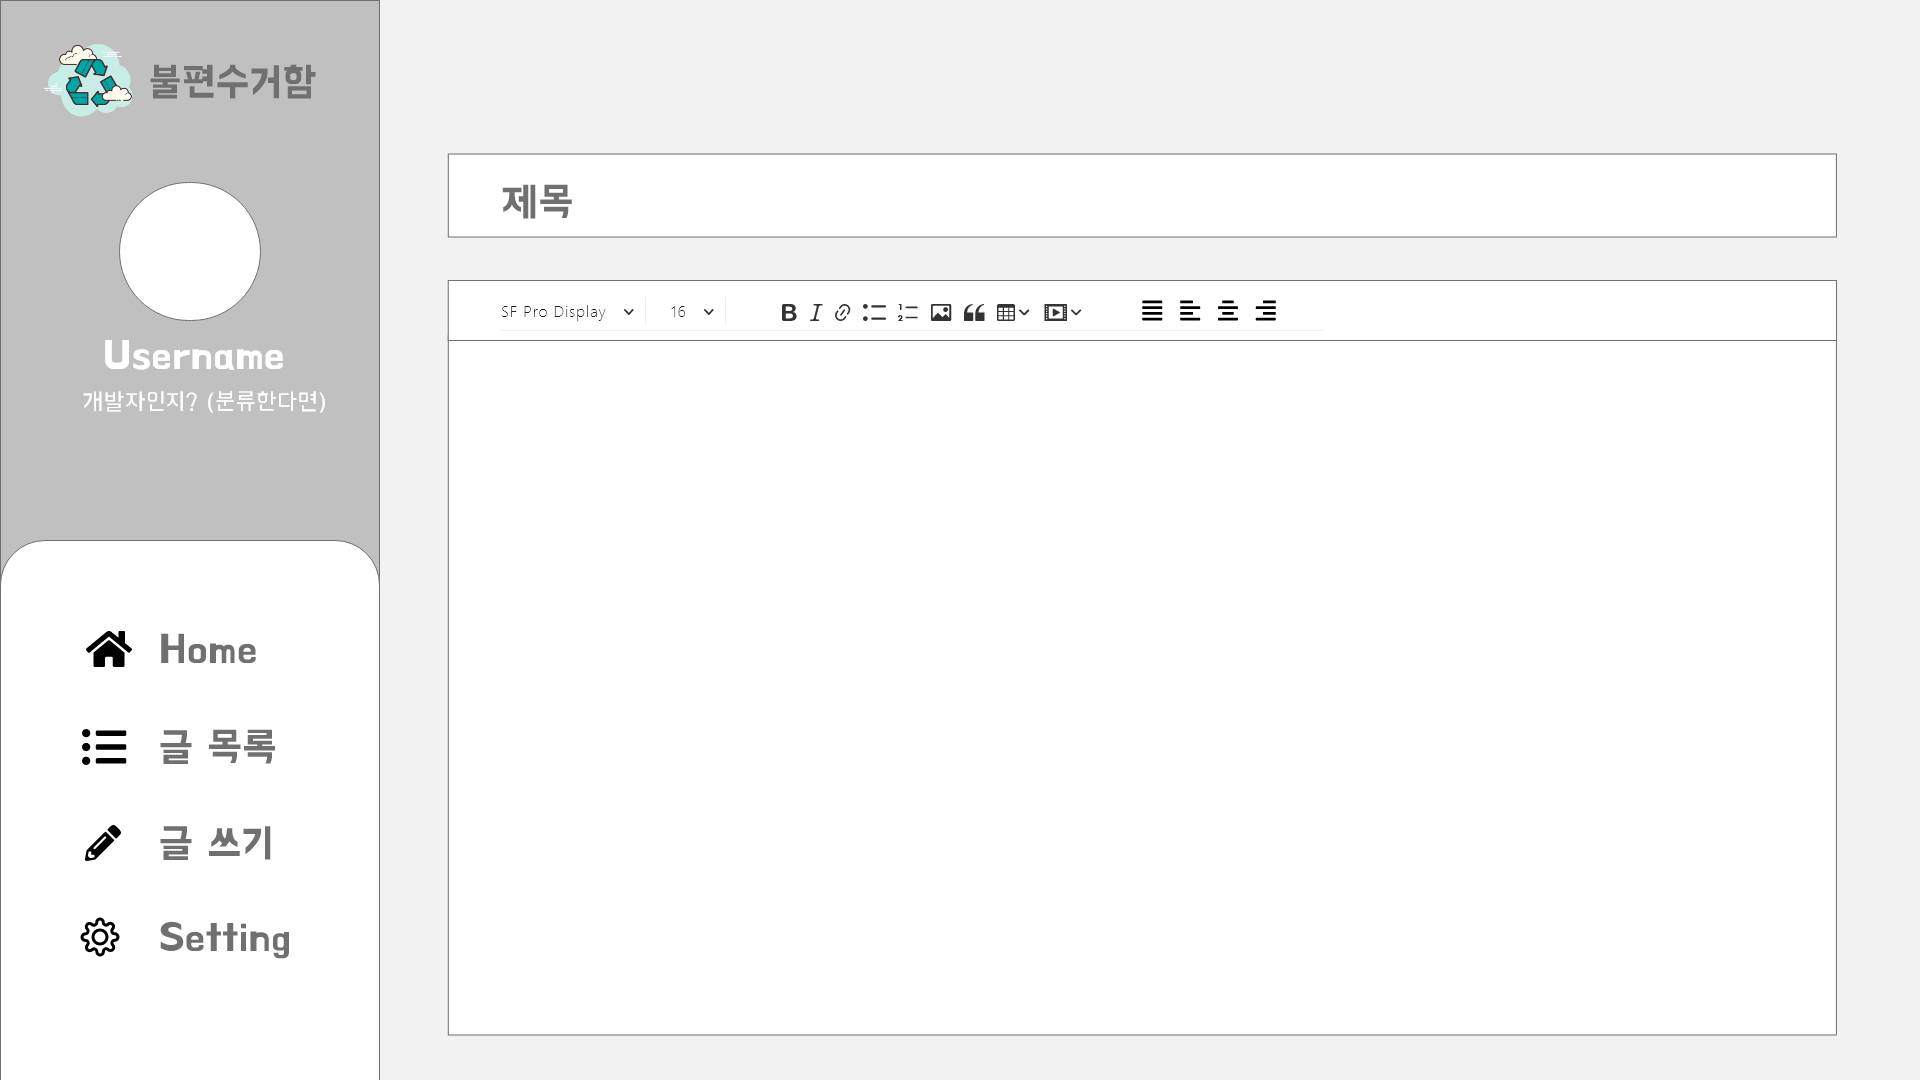 불편수거함
Username
개발자인지? (분류한다면)
Home
글 목록
글 쓰기
Setting
제목
SF Pro Display 16